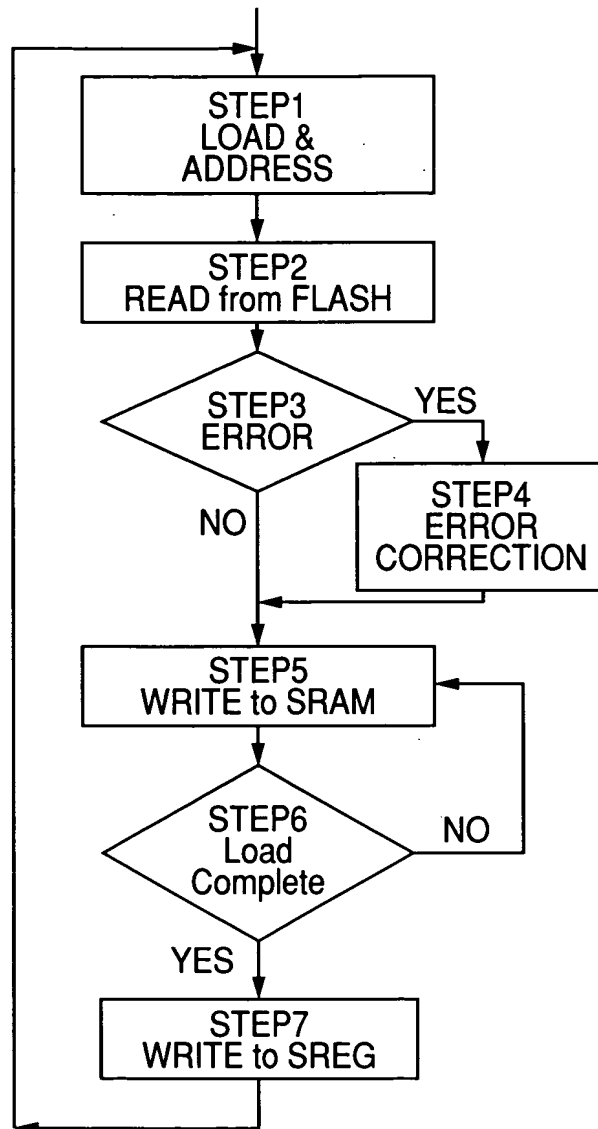 STEP1
LOAD &
ADDRESS
STEP2
READ from FLASH
STEP3
ERROR
YES
STEP4
ERROR
CORRECTION
NO
STEP5
WRITE to SRAM
STEP6
Load
Complete
NO
YES
STEP7
WRITE to SREG